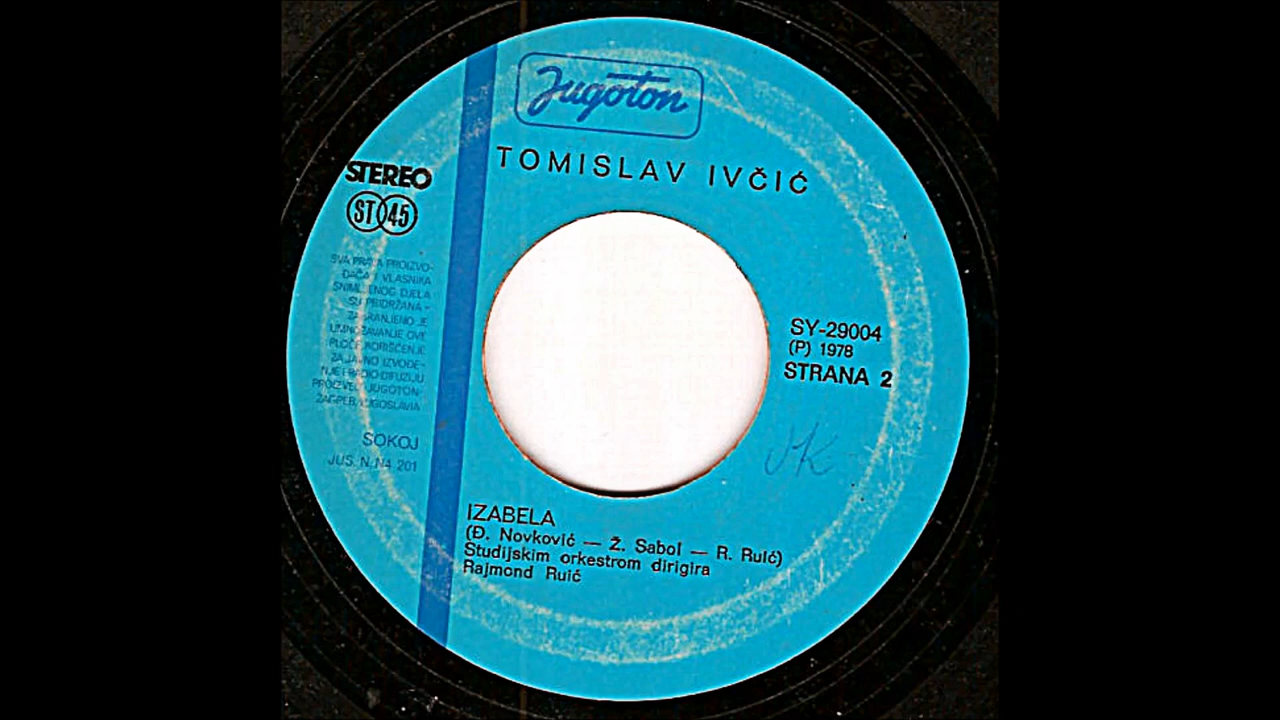 Jugoton
TOMISLAV IVČIĆ
STEREO
ST 45
SVA PRAVA PROIZVO-
ĐAČA I VLASNIKA
SNIMLJENOG DJELA
SU PRIDRŽANA -
ZABRANJENO JE
UMNOŽAVANJE OVE
PLOČE, KORIŠĆENJE
ZA JAVNO IZVOĐE-
NJE I RADIO-DIFUZIJU
PROIZVEO JUGOTON-
ZAGREB, JUGOSLAVIA
SOKOJ
JUS. N. N4. 201
SY-29004
(P) 1978
STRANA 2
IZABELA
(Đ. Novković — Ž. Sabol — R. Ruić)
Studijskim orkestrom dirigira
Rajmond Ruić